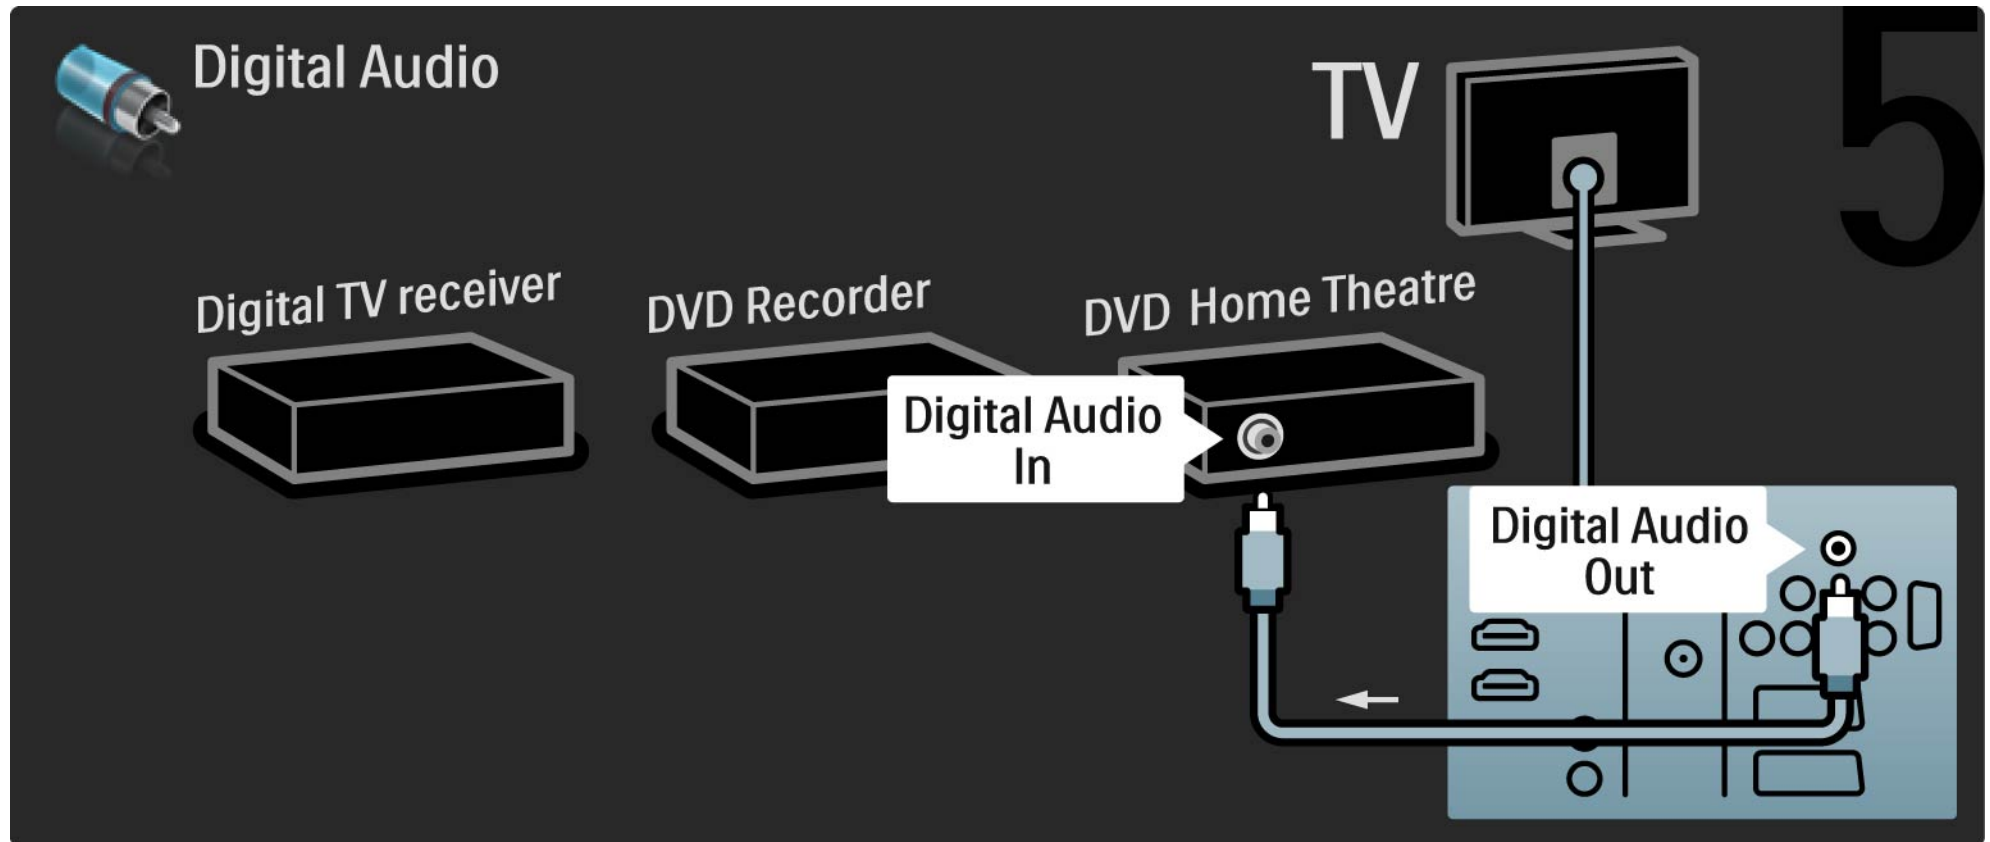 Digital Audio
TV
5
Digital TV receiver
DVD Recorder
DVD Home Theatre
Digital Audio
In
Digital Audio
Out